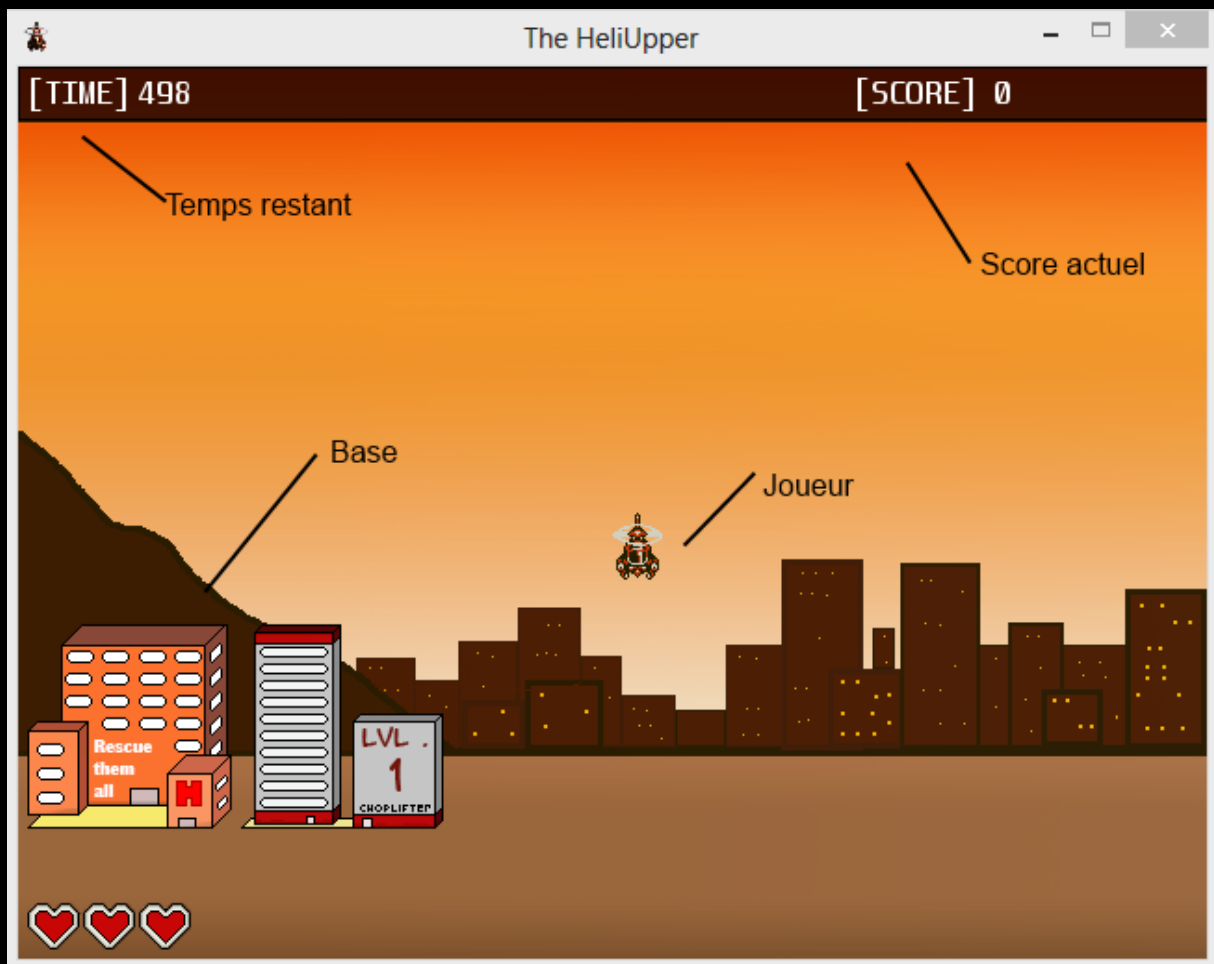 The HeliUpper
[TIME] 498 [SCORE] 0
Temps restant
Score actuel
Base
Joueur
Rescue
them
all
H
LVL .
1
CHOPLIFTER